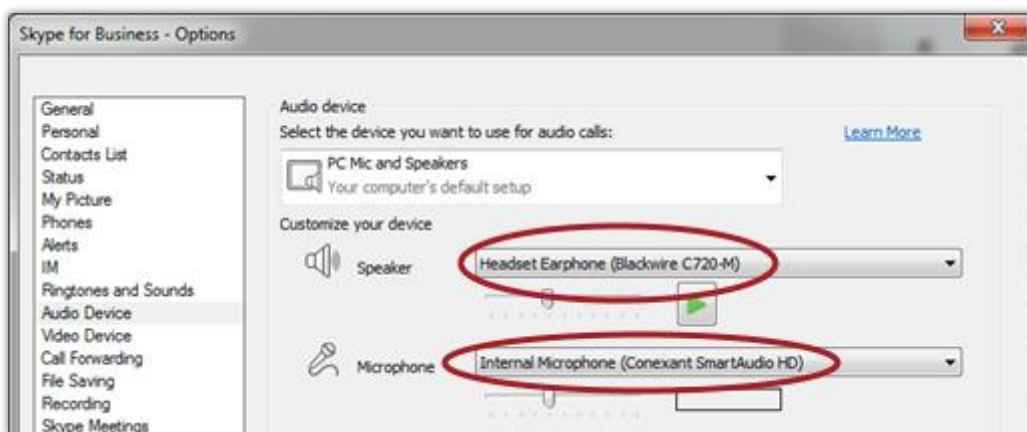 Skype for Business - Options
General
Personal
Contacts List
Status
My Picture
Phones
Alerts
IM
Ringtones and Sounds
Audio Device
Video Device
Call Forwarding
File Saving
Recording
Skype Meetings
Audio device
Select the device you want to use for audio calls:
Learn More
PC Mic and Speakers
Your computer's default setup
Customize your device
Speaker
Headset Earphone (Blackwire C720-M)
Microphone
Internal Microphone (Conexant SmartAudio HD)